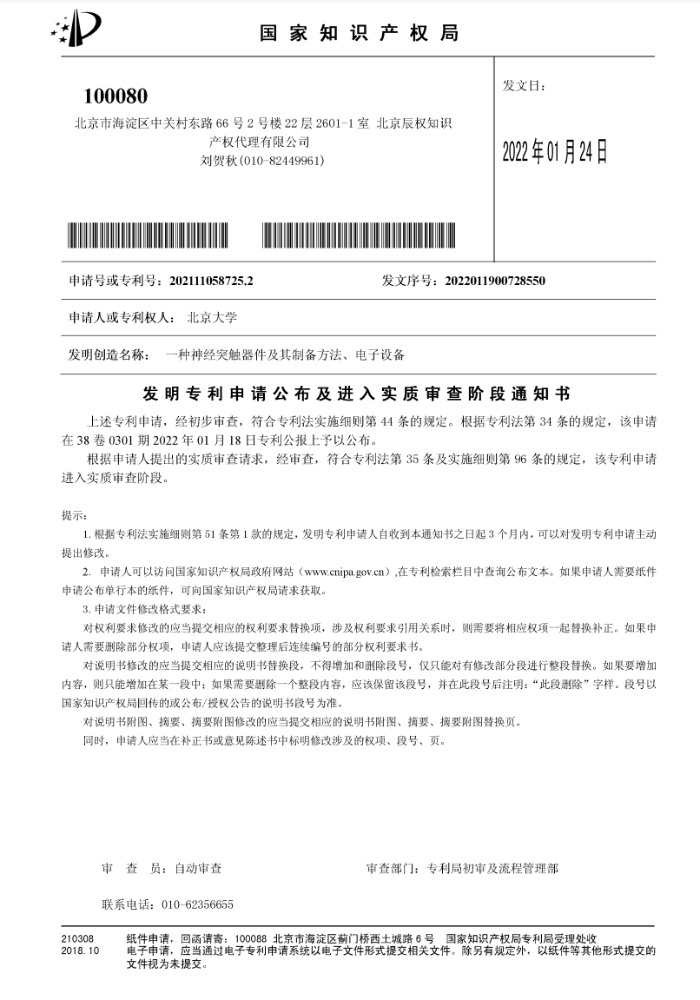 国家知识产权局
100080
发文日：
北京市海淀区中关村东路 66 号 2 号楼 22 层 2601-1 室 北京辰权知识
产权代理有限公司
刘贺秋(010-82449961)
2022 年 01 月 24 日
申请号或专利号：202111058725.2 发文序号：2022011900728550
申请人或专利权人： 北京大学
发明创造名称： 一种神经突触器件及其制备方法、电子设备
发明专利申请公布及进入实质审查阶段通知书
上述专利申请，经初步审查，符合专利法实施细则第 44 条的规定。根据专利法第 34 条的规定，该申请
在 38 卷 0301 期 2022 年 01 月 18 日专利公报上予以公布。
根据申请人提出的实质审查请求，经审查，符合专利法第 35 条及实施细则第 96 条的规定，该专利申请
进入实质审查阶段。
提示：
1. 根据专利法实施细则第 51 条第 1 款的规定，发明专利申请人自收到本通知书之日起 3 个月内，可以对发明专利申请主动
提出修改。
2. 申请人可以访问国家知识产权局政府网站（www.cnipa.gov.cn）,在专利检索栏目中查询公布文本。如果申请人需要纸件
申请公布单行本的纸件，可向国家知识产权局请求获取。
3. 申请文件修改格式要求：
对权利要求修改的应当提交相应的权利要求替换项，涉及权利要求引用关系时，则需要将相应权项一起替换补正。如果申
请人需要删除部分权项，申请人应该提交整理后连续编号的部分权利要求书。
对说明书修改的应当提交相应的说明书替换段，不得增加和删除段号，仅只能对有修改部分段进行整段替换。如果要增加
内容，则只能增加在某一段中；如果需要删除一个整段内容，应该保留该段号，并在此段号后注明：“此段删除”字样。段号以
国家知识产权局回传的或公布/授权公告的说明书段号为准。
对说明书附图、摘要、摘要附图修改的应当提交相应的说明书附图、摘要、摘要附图替换页。
同时，申请人应当在补正书或意见陈述书中标明修改涉及的权项、段号、页。
审 查 员：自动审查 审查部门：专利局初审及流程管理部
联系电话：010-62356655
210308 纸件申请，回函请寄：100088 北京市海淀区蓟门桥西土城路 6 号 国家知识产权局专利局受理处收
2018.10 电子申请，应当通过电子专利申请系统以电子文件形式提交相关文件。除另有规定外，以纸件等其他形式提交的
文件视为未提交。